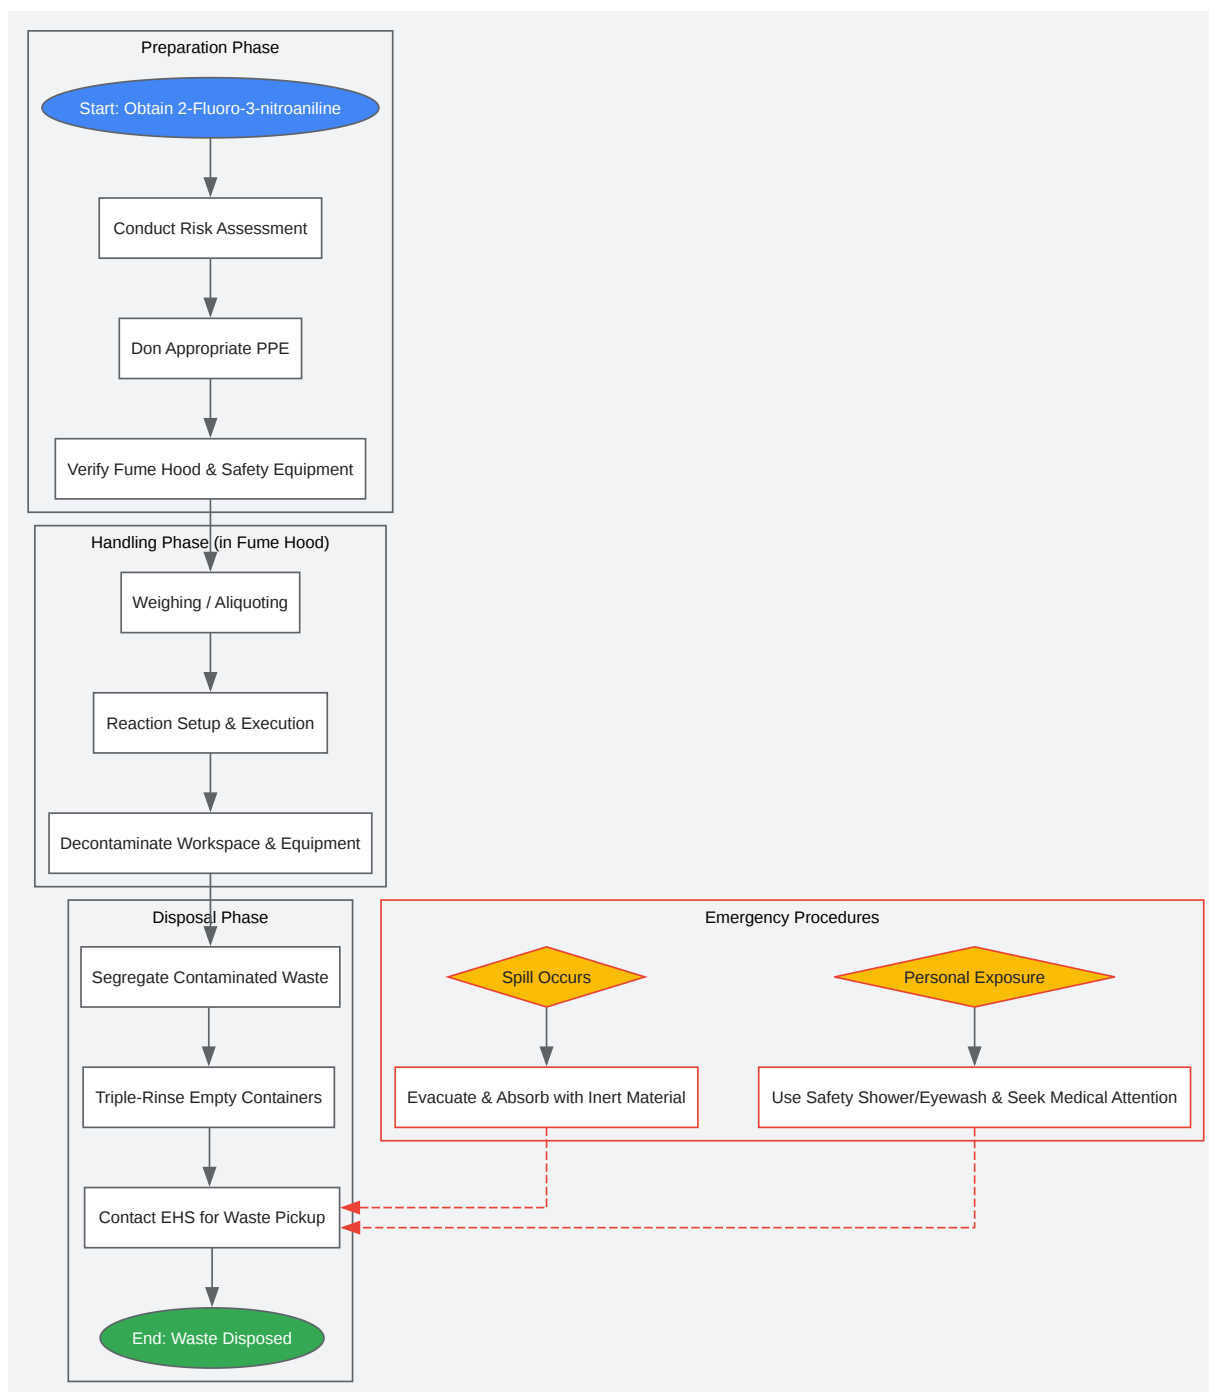 Preparation Phase
Start: Obtain 2-Fluoro-3-nitroaniline
Conduct Risk Assessment
Don Appropriate PPE
Verify Fume Hood & Safety Equipment
Handling Phase (in Fume Hood)
Weighing / Aliquoting
Reaction Setup & Execution
Decontaminate Workspace & Equipment
Disposal Phase
Segregate Contaminated Waste
Triple-Rinse Empty Containers
Contact EHS for Waste Pickup
End: Waste Disposed
Emergency Procedures
Spill Occurs
Evacuate & Absorb with Inert Material
Personal Exposure
Use Safety Shower/Eyewash & Seek Medical Attention